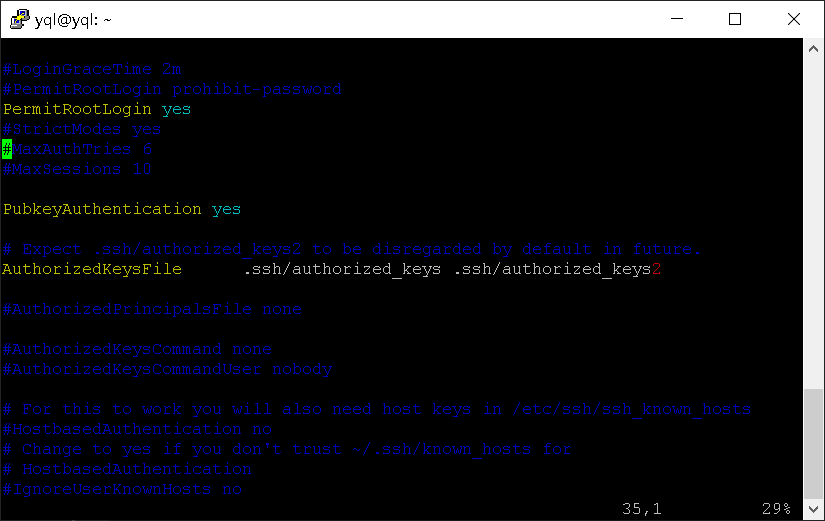 yql@yql: ~
#LoginGraceTime 2m
#PermitRootLogin prohibit-password
PermitRootLogin yes
#StrictModes yes
#MaxAuthTries 6
#MaxSessions 10
PubkeyAuthentication yes
# Expect .ssh/authorized_keys2 to be disregarded by default in future.
AuthorizedKeysFile      .ssh/authorized_keys .ssh/authorized_keys2
#AuthorizedPrincipalsFile none
#AuthorizedKeysCommand none
#AuthorizedKeysCommandUser nobody
# For this to work you will also need host keys in /etc/ssh/ssh_known_hosts
#HostbasedAuthentication no
# Change to yes if you don't trust ~/.ssh/known_hosts for
# HostbasedAuthentication
#IgnoreUserKnownHosts no
35,1 29%